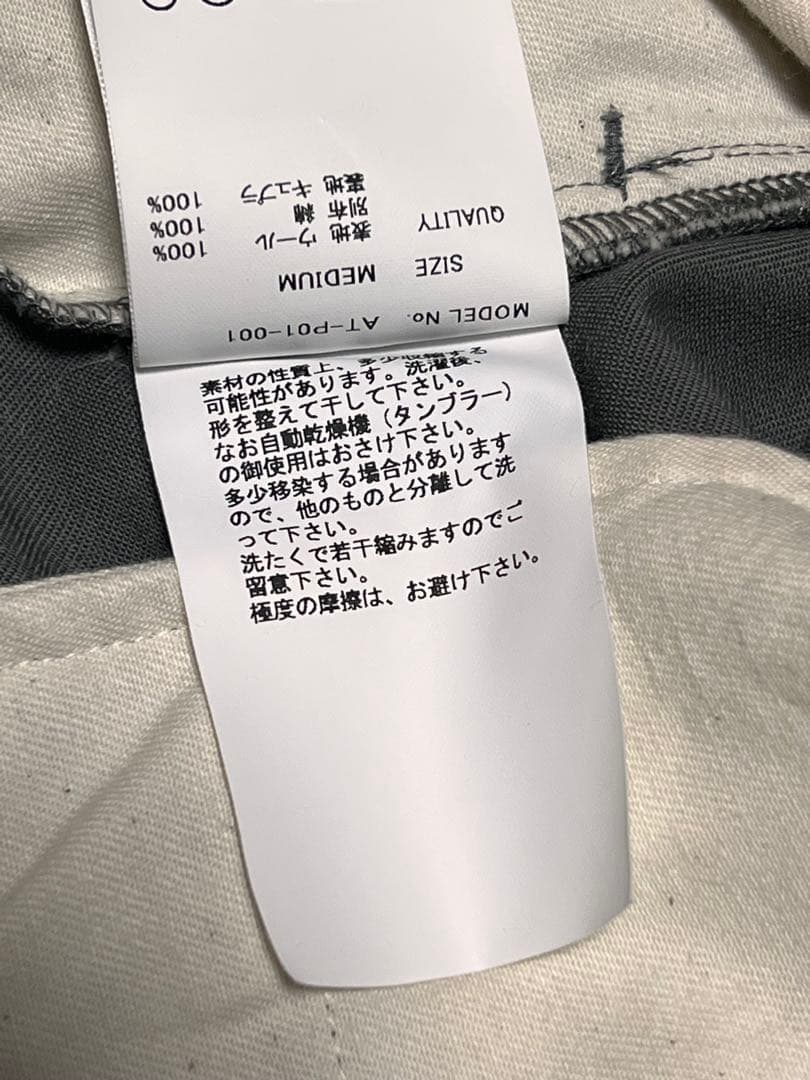 MODEL No. AT-P01-001
SIZE MEDIUM
QUALITY 表地 ウール 100%
別布 綿 100%
裏地 キュプラ 100%
素材の性質上、多少収縮する
可能性があります。洗濯後、
形を整えて干して下さい。
なお自動乾燥機（タンブラー）
の御使用はおさけ下さい。
多少移染する場合があります
ので、他のものと分離して洗
って下さい。
洗たくで若干縮みますのでご
留意下さい。
極度の摩擦は、お避け下さい。